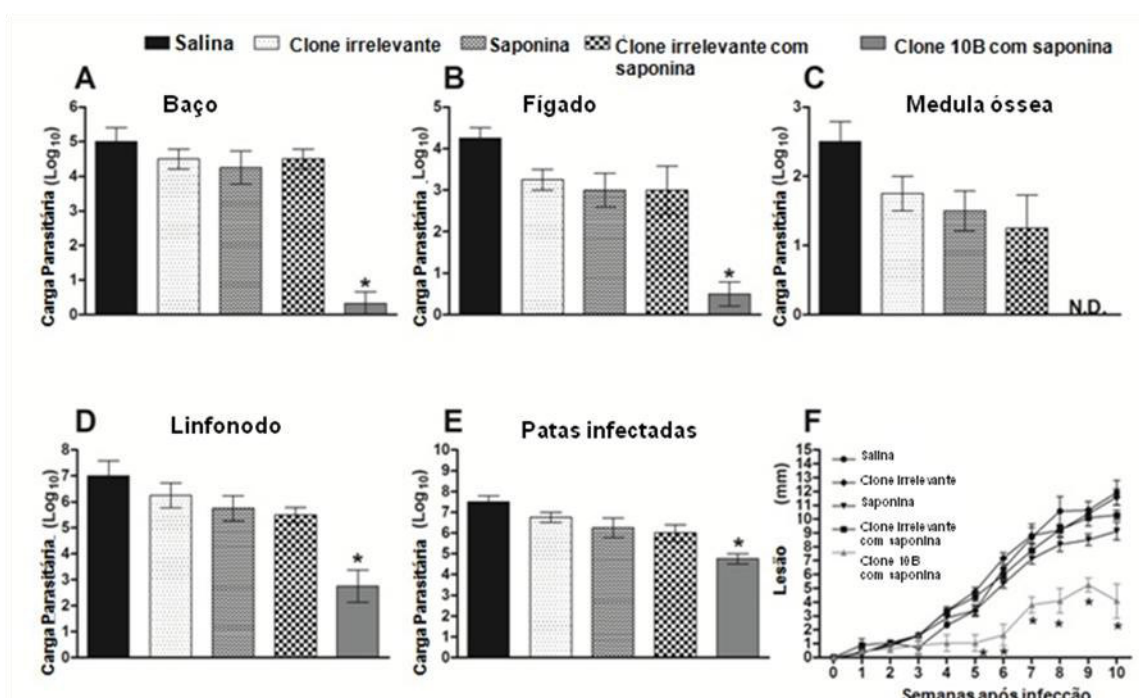 Salina Clone irrelevante Saponina Clone irrelevante com saponina Clone 10B com saponina
A
Baço
Carga Parasitária (Log10)
6
5
4
3
2
1
0
*
B
Fígado
Carga Parasitária .Log10)
5
4
3
2
1
0
*
C
Medula óssea
Carga Parasitária (Log10)
3
2
1
0
N.D.
D
Linfonodo
Carga Parasitária. (Log10)
8
7
6
5
4
3
2
1
0
*
E
Patas infectadas
Carga Parasitária (Log10)
10
9
8
7
6
5
4
3
2
1
0
*
F
Lesão (mm)
15
14
13
12
11
10
9
8
7
6
5
4
3
2
1
0
Salina
Clone Irrelevante
Saponina
Clone Irrelevante
com saponina
Clone 10B
com saponina
* * * * * *
0 1 2 3 4 5 6 7 8 9 10
Semanas após infecção